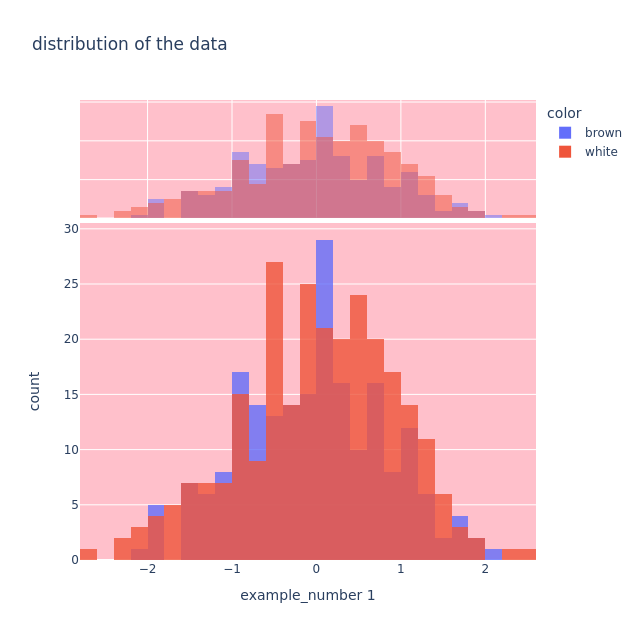 distribution of the data
color
brown
white
30
25
20
15
10
5
0
count
−2
−1
0
1
2
example_number 1